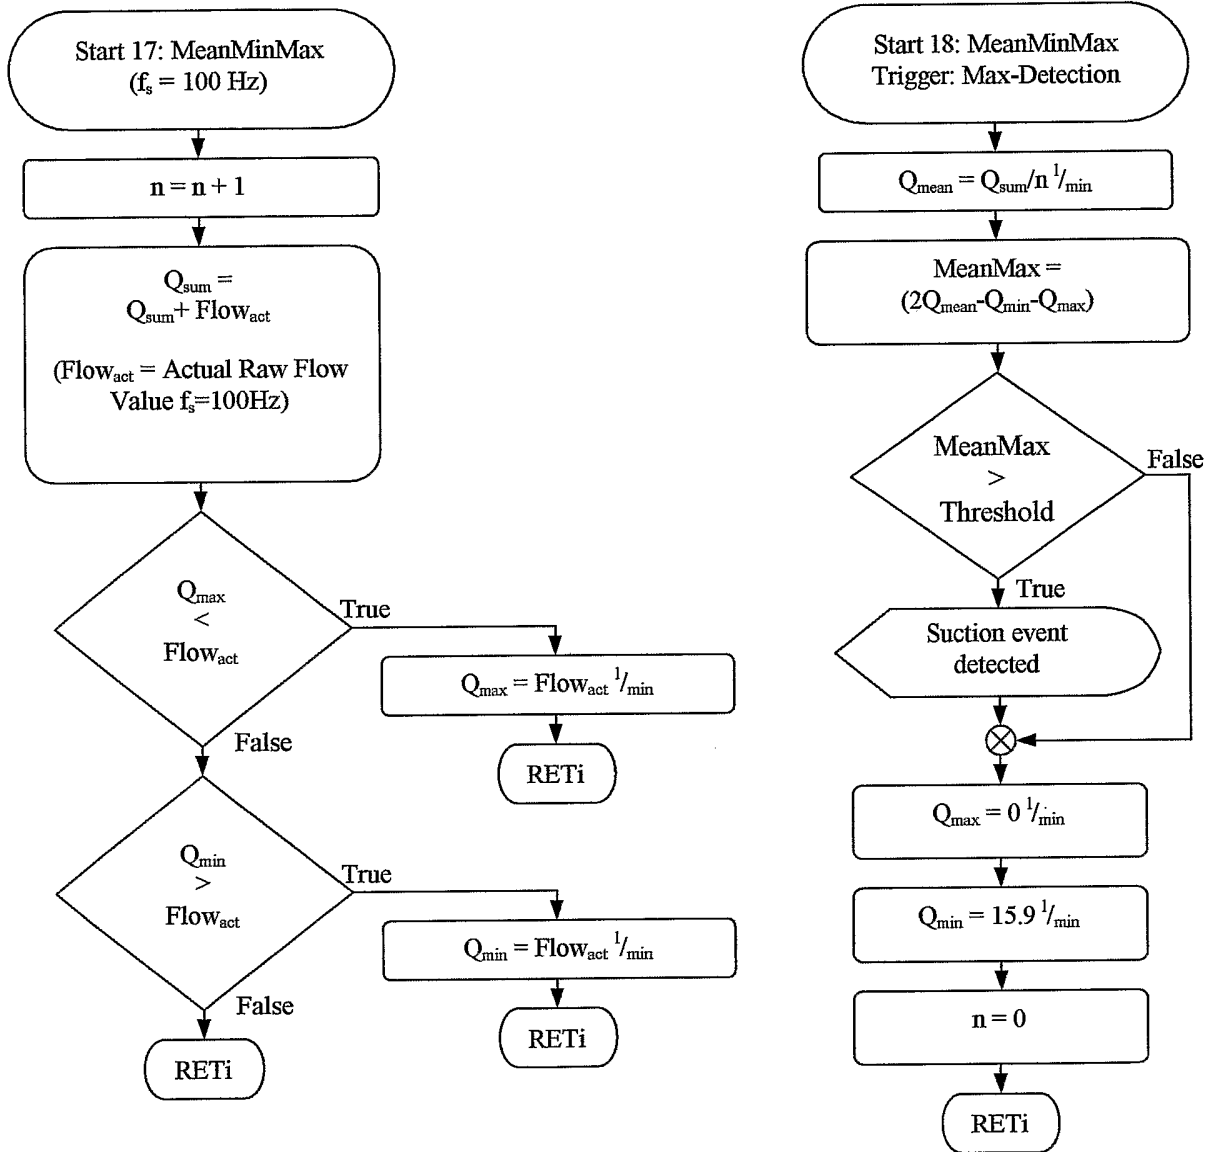 Start 17: MeanMinMax
(fs = 100 Hz)
n = n + 1
Qsum =
Qsum+ Flowact
(Flowact = Actual Raw Flow
Value fs=100Hz)
Qmax
<
Flowact
True
Qmax = Flowact 1/min
RETi
False
Qmin
>
Flowact
True
Qmin = Flowact 1/min
RETi
False
RETi
Start 18: MeanMinMax
Trigger: Max-Detection
Qmean = Qsum/n 1/min
MeanMax =
(2Qmean-Qmin-Qmax)
MeanMax
>
Threshold
False
True
Suction event
detected
Qmax = 0 1/min
Qmin = 15.9 1/min
n = 0
RETi